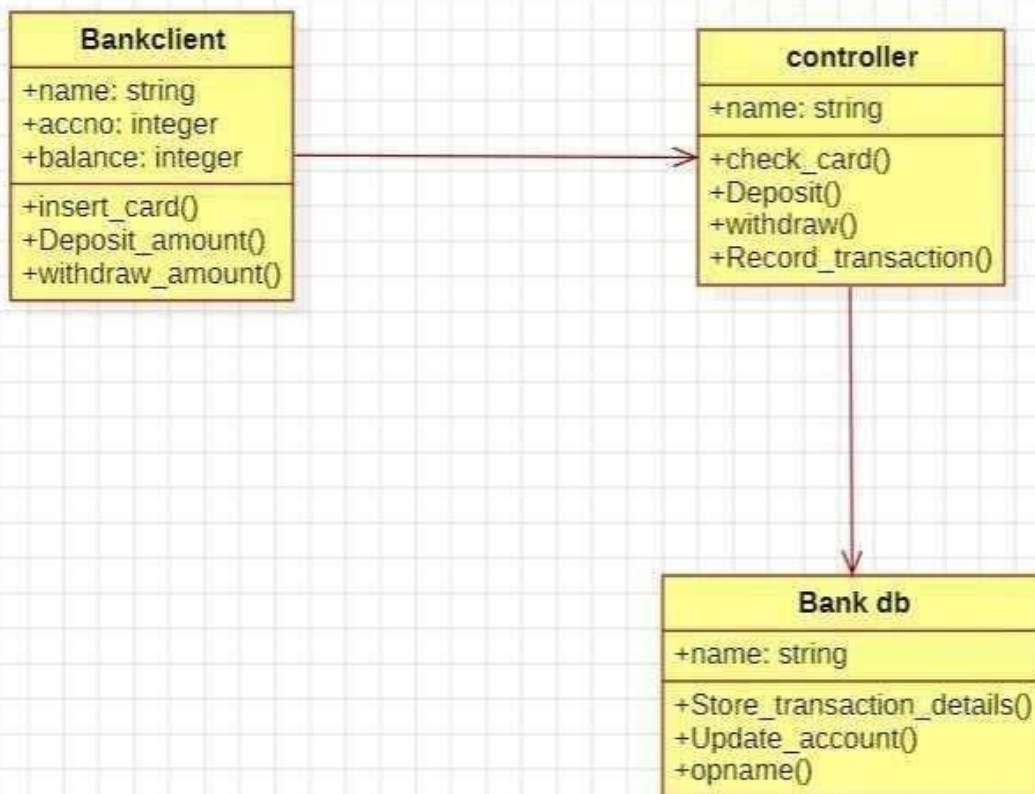 Bankclient
+name: string
+accno: integer
+balance: integer
+insert_card()
+Deposit_amount()
+withdraw_amount()
controller
+name: string
+check_card()
+Deposit()
+withdraw()
+Record_transaction()
Bank db
+name: string
+Store_transaction_details()
+Update_account()
+opname()